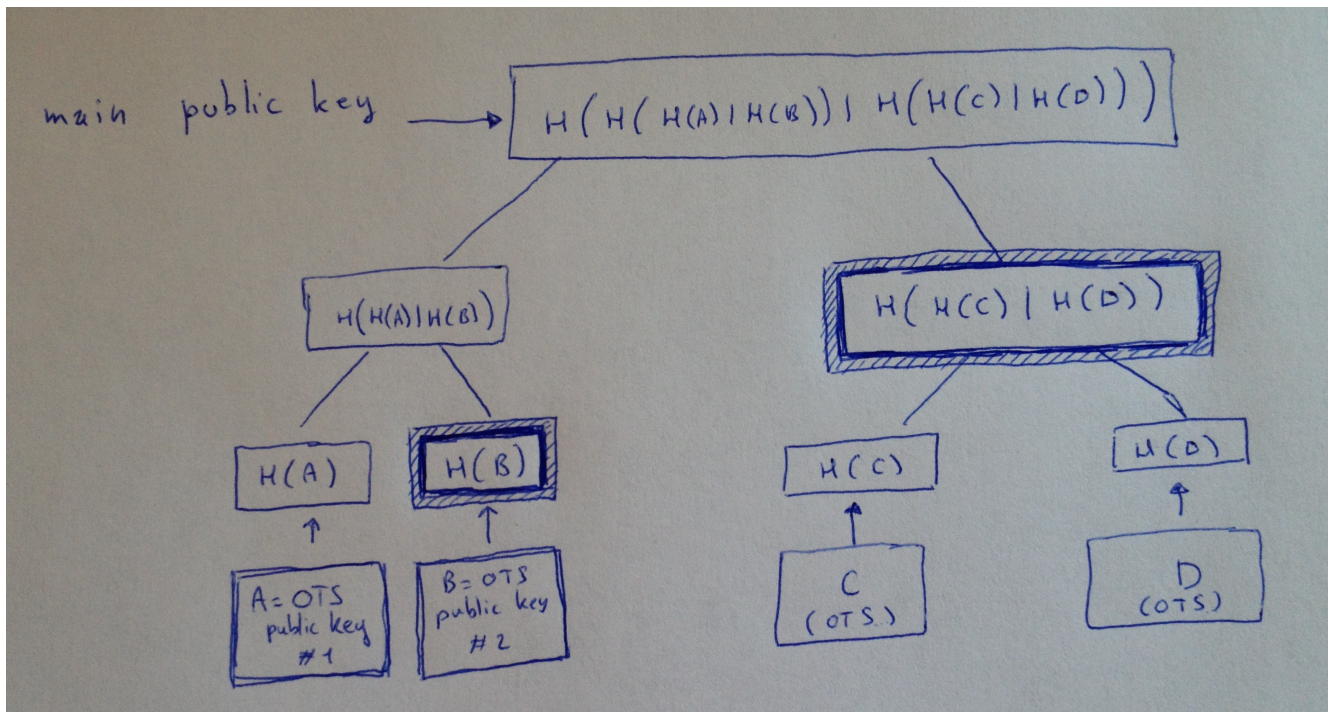 main public key
H(H(H(A)|H(B))|H(H(C)|H(D)))
H(H(A)|H(B))
H(H(C)|H(D))
H(A)
H(B)
H(C)
H(D)
A=OTS
public key
#1
B=OTS
public key
#2
C
(OTS)
D
(OTS)